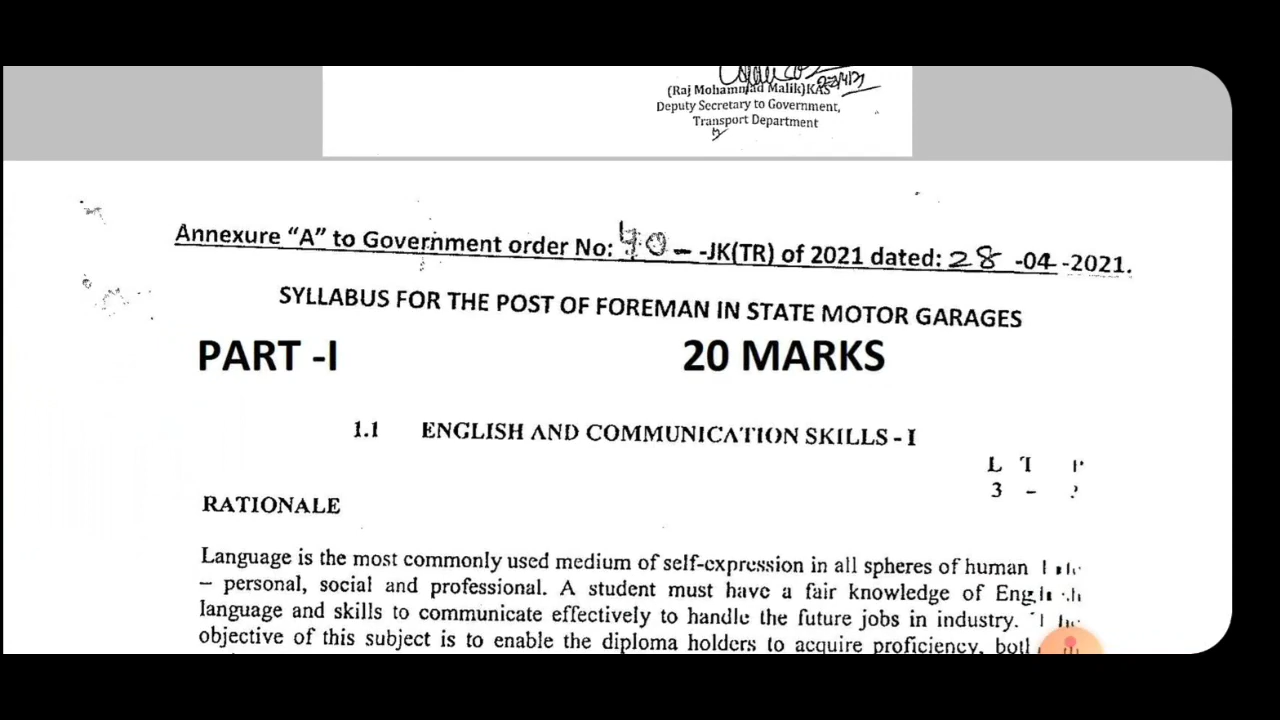 (Raj Mohammad Malik)KAS
Deputy Secretary to Government,
Transport Department
Annexure "A" to Government order No: 40 - -JK(TR) of 2021 dated: 28 -04 -2021.
SYLLABUS FOR THE POST OF FOREMAN IN STATE MOTOR GARAGES
PART -I 20 MARKS
1.1 ENGLISH AND COMMUNICATION SKILLS - I
L T P
3 -
RATIONALE
Language is the most commonly used medium of self-expression in all spheres of human
– personal, social and professional. A student must have a fair knowledge of English
language and skills to communicate effectively to handle the future jobs in industry. The
objective of this subject is to enable the diploma holders to acquire proficiency, both